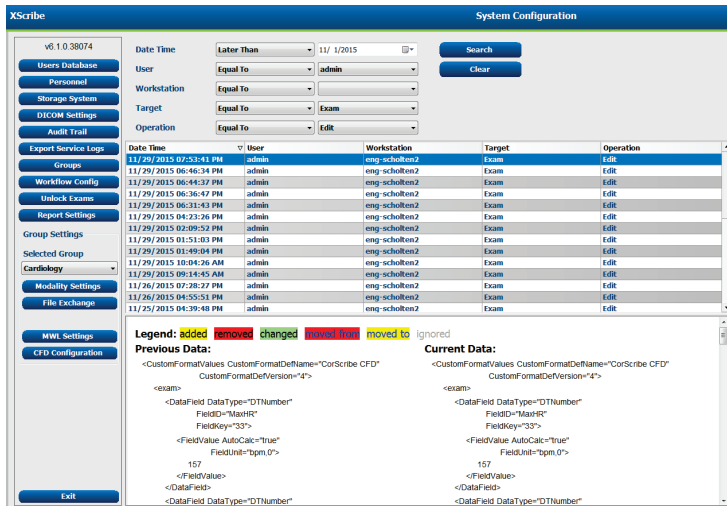 XScribe System Configuration
v6.1.0.38074
Users Database
Personnel
Storage System
DICOM Settings
Audit Trail
Export Service Logs
Groups
Workflow Config
Unlock Exams
Report Settings
Group Settings
Selected Group
Cardiology
Modality Settings
File Exchange
MWL Settings
CFD Configuration
Exit
Date Time Later Than 11/ 1/2015 Search
User Equal To admin Clear
Workstation Equal To
Target Equal To Exam
Operation Equal To Edit
Date Time User Workstation Target Operation
11/29/2015 07:53:41 PM admin eng-scholten2 Exam Edit
11/29/2015 06:46:34 PM admin eng-scholten2 Exam Edit
11/29/2015 06:44:37 PM admin eng-scholten2 Exam Edit
11/29/2015 06:36:47 PM admin eng-scholten2 Exam Edit
11/29/2015 06:31:43 PM admin eng-scholten2 Exam Edit
11/29/2015 04:23:26 PM admin eng-scholten2 Exam Edit
11/29/2015 02:09:52 PM admin eng-scholten2 Exam Edit
11/29/2015 01:51:03 PM admin eng-scholten2 Exam Edit
11/29/2015 01:49:04 PM admin eng-scholten2 Exam Edit
11/29/2015 10:04:26 AM admin eng-scholten2 Exam Edit
11/29/2015 09:14:45 AM admin eng-scholten2 Exam Edit
11/26/2015 07:28:27 PM admin eng-scholten2 Exam Edit
11/26/2015 04:55:51 PM admin eng-scholten2 Exam Edit
11/25/2015 04:39:48 PM admin eng-scholten2 Exam Edit
Legend: added removed changed moved from moved to ignored
Previous Data: Current Data:
<CustomFormatValues CustomFormatDefName="CorScribe CFD" <CustomFormatValues CustomFormatDefName="CorScribe CFD"
CustomFormatDefVersion="4"> CustomFormatDefVersion="4">
<exam> <exam>
<DataField DataType="DTNumber" <DataField DataType="DTNumber"
FieldID="MaxHR" FieldID="MaxHR"
FieldKey="33"> FieldKey="33">
<FieldValue AutoCalc="true" <FieldValue AutoCalc="true"
FieldUnit="bpm,0"> FieldUnit="bpm,0">
157 157
</FieldValue> </FieldValue>
</DataField> </DataField>
<DataField DataType="DTNumber" <DataField DataType="DTNumber"